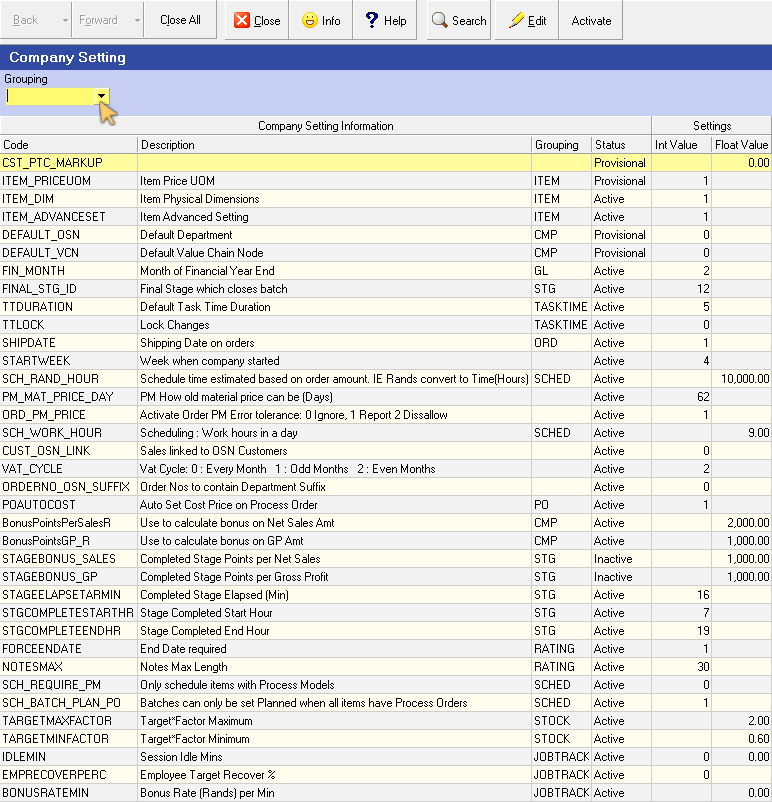 Back Forward Close All Close Info Help Search Edit Activate
Company Setting
Grouping
Company Setting Information Settings
Code Description Grouping Status Int Value Float Value
CST_PTC_MARKUP Provisional 0.00
ITEM_PRICEUOM Item Price UOM ITEM Provisional 1
ITEM_DIM Item Physical Dimensions ITEM Active 1
ITEM_ADVANCESET Item Advanced Setting ITEM Active 1
DEFAULT_OSN Default Department CMP Provisional 0
DEFAULT_VCN Default Value Chain Node CMP Provisional 0
FIN_MONTH Month of Financial Year End GL Active 2
FINAL_STG_ID Final Stage which closes batch STG Active 12
TTDURATION Default Task Time Duration TASKTIME Active 5
TTLOCK Lock Changes TASKTIME Active 0
SHIPDATE Shipping Date on orders ORD Active 1
STARTWEEK Week when company started Active 4
SCH_RAND_HOUR Schedule time estimated based on order amount. IE Rands convert to Time(Hours) SCHED Active 10,000.00
PM_MAT_PRICE_DAY PM How old material price can be (Days) Active 62
ORD_PM_PRICE Activate Order PM Error tolerance: 0 Ignore, 1 Report 2 Dissallow Active 1
SCH_WORK_HOUR Scheduling : Work hours in a day SCHED Active 9.00
CUST_OSN_LINK Sales linked to OSN Customers Active 0
VAT_CYCLE Vat Cycle: 0 : Every Month 1 : Odd Months 2 : Even Months Active 2
ORDERNO_OSN_SUFFIX Order Nos to contain Department Suffix Active 0
POAUTOCOST Auto Set Cost Price on Process Order PO Active 1
BonusPointsPerSalesR Use to calculate bonus on Net Sales Amt CMP Active 2,000.00
BonusPointsGP_R Use to calculate bonus on GP Amt CMP Active 1,000.00
STAGEBONUS_SALES Completed Stage Points per Net Sales STG Inactive 1,000.00
STAGEBONUS_GP Completed Stage Points per Gross Profit STG Inactive 1,000.00
STAGEELAPSETARMIN Completed Stage Elapsed (Min) STG Active 16
STGCOMPLETESTARTHR Stage Completed Start Hour STG Active 7
STGCOMPLETEENDHR Stage Completed End Hour STG Active 19
FORCEENDATE End Date required RATING Active 1
NOTESMAX Notes Max Length RATING Active 30
SCH_REQUIRE_PM Only schedule items with Process Models SCHED Active 0
SCH_BATCH_PLAN_PO Batches can only be set Planned when all items have Process Orders SCHED Active 1
TARGETMAXFACTOR Target*Factor Maximum STOCK Active 2.00
TARGETMINFACTOR Target*Factor Minimum STOCK Active 0.60
IDLEMIN Session Idle Mins JOBTRACK Active 0 0.00
EMPRECOVERPERC Employee Target Recover % JOBTRACK Active 0
BONUSRATEMIN Bonus Rate (Rands) per Min JOBTRACK Active 0.00